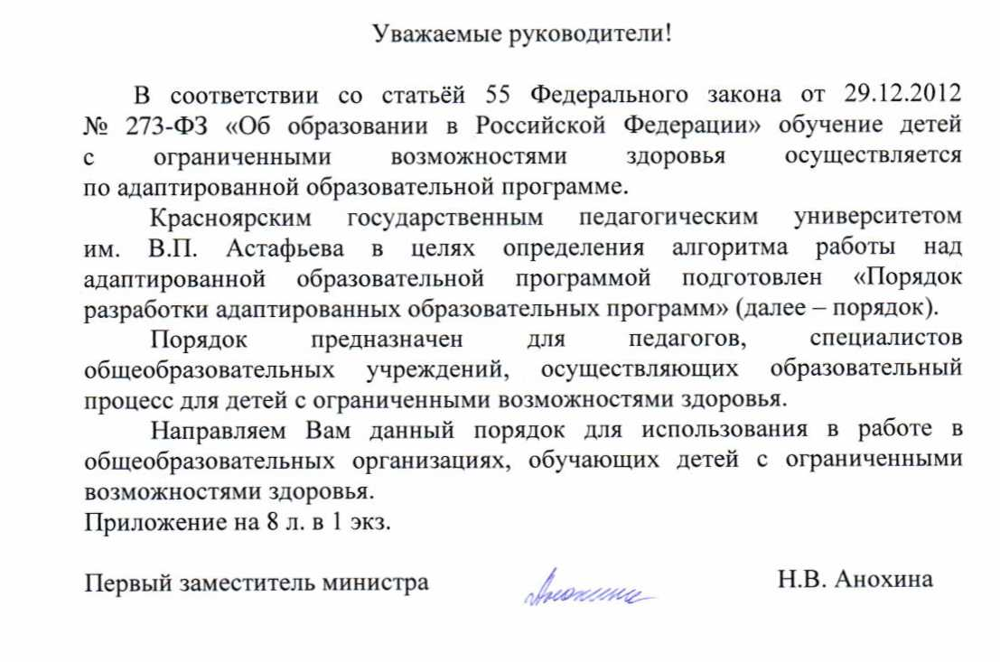 Уважаемые руководители!
В соответствии со статьёй 55 Федерального закона от 29.12.2012
№ 273-ФЗ «Об образовании в Российской Федерации» обучение детей
с ограниченными возможностями здоровья осуществляется
по адаптированной образовательной программе.
Красноярским государственным педагогическим университетом
им. В.П. Астафьева в целях определения алгоритма работы над
адаптированной образовательной программой подготовлен «Порядок
разработки адаптированных образовательных программ» (далее – порядок).
Порядок предназначен для педагогов, специалистов
общеобразовательных учреждений, осуществляющих образовательный
процесс для детей с ограниченными возможностями здоровья.
Направляем Вам данный порядок для использования в работе в
общеобразовательных организациях, обучающих детей с ограниченными
возможностями здоровья.
Приложение на 8 л. в 1 экз.
Первый заместитель министра Н.В. Анохина